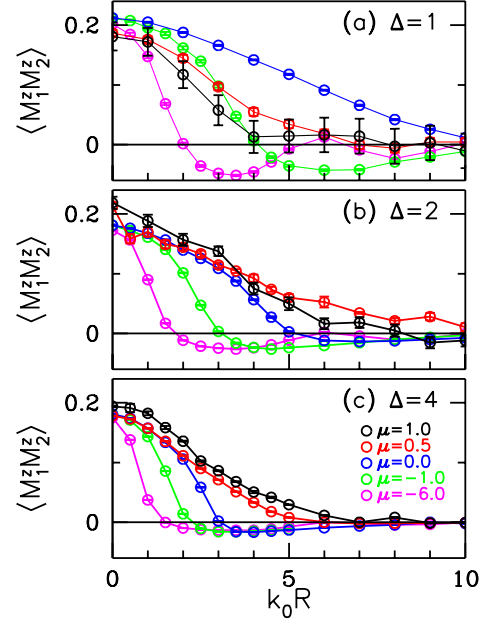 (a) Δ=1
0.2
0
⟨M₁ᶻM₂ᶻ⟩
(b) Δ=2
0.2
0
⟨M₁ᶻM₂ᶻ⟩
(c) Δ=4
0.2
0
⟨M₁ᶻM₂ᶻ⟩
μ=1.0
μ=0.5
μ=0.0
μ=−1.0
μ=−6.0
0 5 10
k₀R